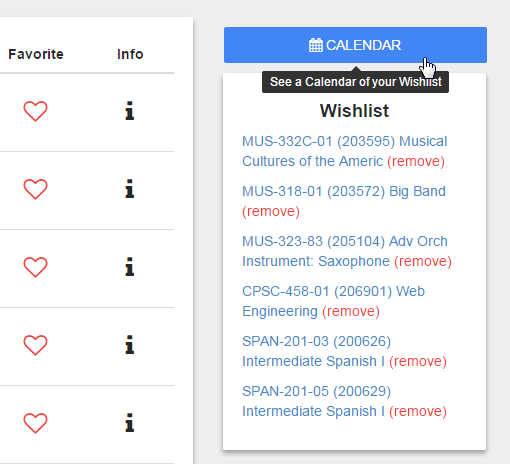 Favorite Info
CALENDAR
See a Calendar of your Wishlist
Wishlist
MUS-332C-01 (203595) Musical
Cultures of the Americ (remove)
MUS-318-01 (203572) Big Band
(remove)
MUS-323-83 (205104) Adv Orch
Instrument: Saxophone (remove)
CPSC-458-01 (206901) Web
Engineering (remove)
SPAN-201-03 (200626)
Intermediate Spanish I (remove)
SPAN-201-05 (200629)
Intermediate Spanish I (remove)